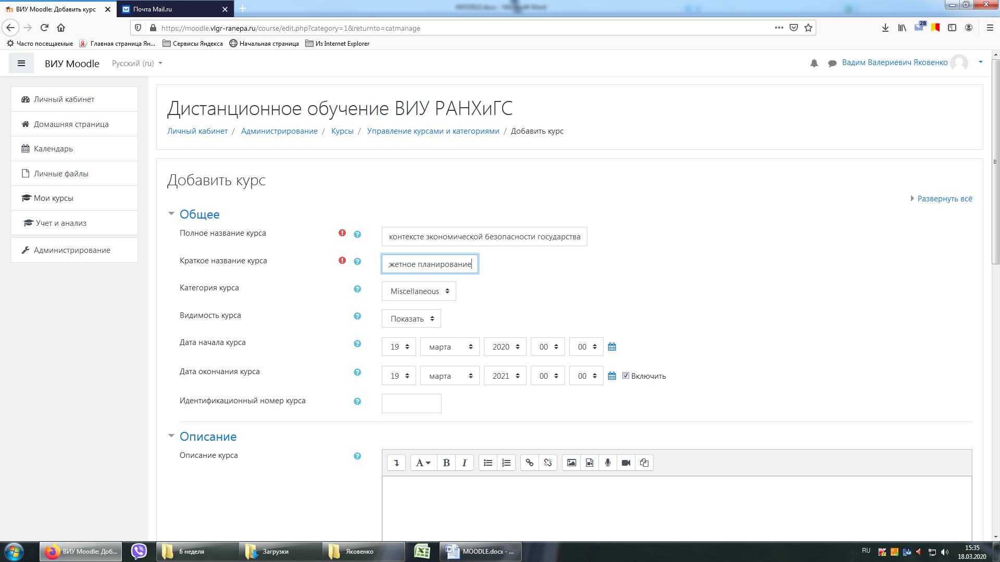 ВИУ Moodle: Добавить курс
Почта Mail.ru
https://moodle.vlgr-ranepa.ru/course/edit.php?category=1&returnto=catmanage
28
Часто посещаемые
Главная страница Ян...
Сервисы Яндекса
Начальная страница
Из Internet Explorer
ВИУ Moodle
Русский (ru)
Вадим Валериевич Яковенко
Личный кабинет
Домашняя страница
Календарь
Личные файлы
Мои курсы
Учет и анализ
Администрирование
Дистанционное обучение ВИУ РАНХиГС
Личный кабинет / Администрирование / Курсы / Управление курсами и категориями / Добавить курс
Добавить курс
Развернуть всё
Общее
Полное название курса
контексте экономической безопасности государства
Краткое название курса
жетное планирование
Категория курса
Miscellaneous
Видимость курса
Показать
Дата начала курса
19 марта 2020 00 00
Дата окончания курса
19 марта 2021 00 00 Включить
Идентификационный номер курса
Описание
Описание курса
A B I
ВИУ Moodle: Доб...
6 неделя
Загрузки
Яковенко
MOODLE.docx - ...
RU
15:35
18.03.2020